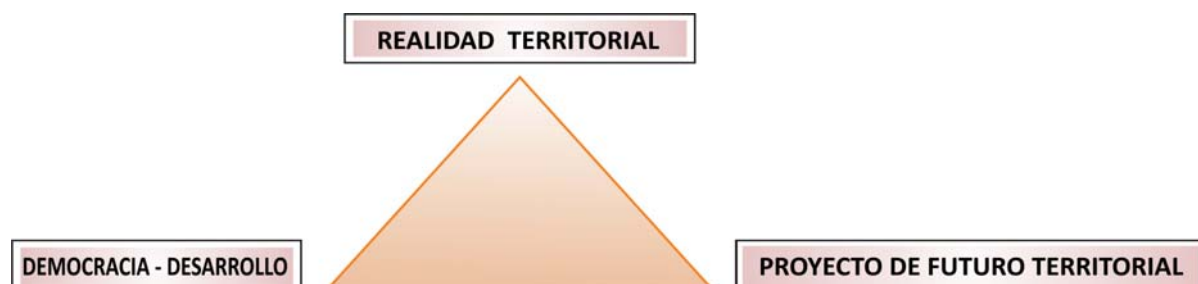 REALIDAD TERRITORIAL
DEMOCRACIA - DESARROLLO
PROYECTO DE FUTURO TERRITORIAL